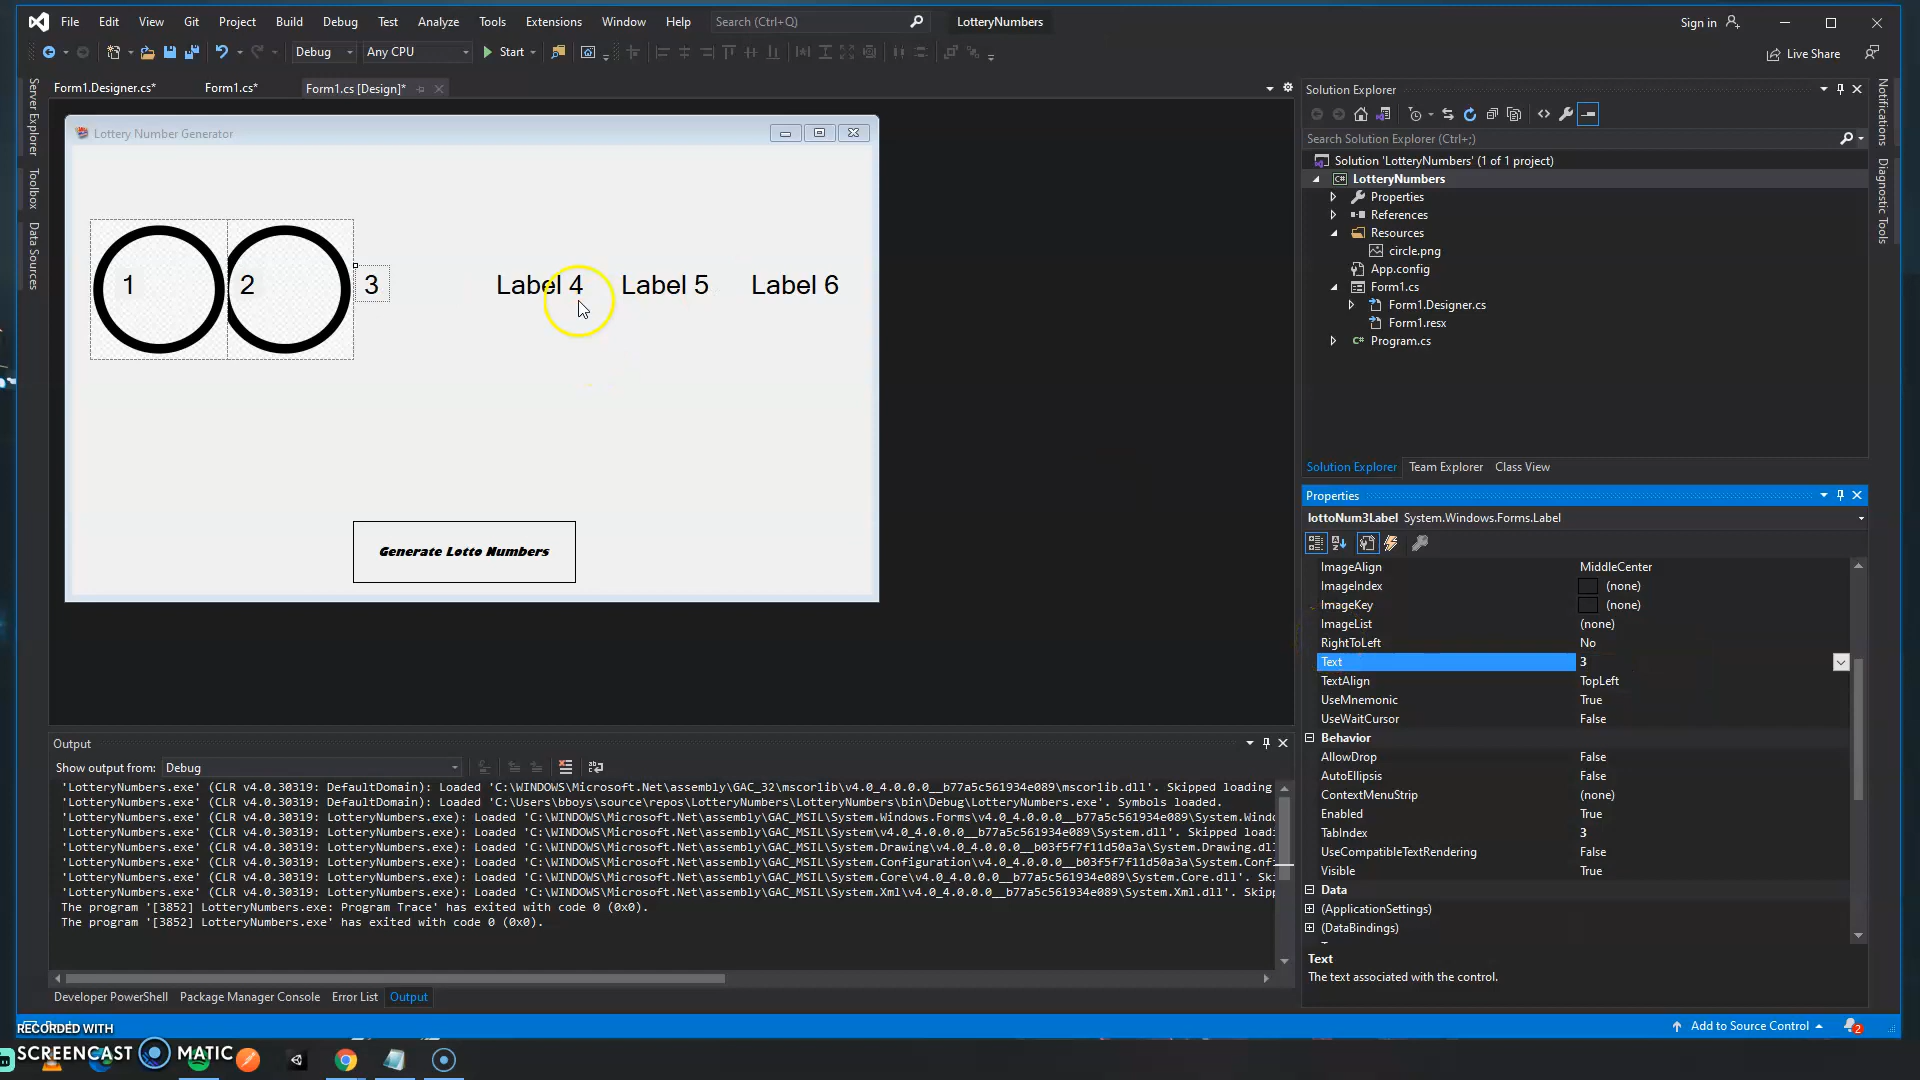 File Edit View Git Project Build Debug Test Analyze Tools Extensions Window Help Search (Ctrl+Q) LotteryNumbers Sign in
Debug Any CPU Start Live Share
Server Explorer
Toolbox
Data Sources
Form1.Designer.cs* Form1.cs* Form1.cs [Design]*
Lottery Number Generator
1 2 3 Label 4 Label 5 Label 6
Generate Lotto Numbers
Solution Explorer
Search Solution Explorer (Ctrl+;)
Solution 'LotteryNumbers' (1 of 1 project)
LotteryNumbers
Properties
References
Resources
circle.png
App.config
Form1.cs
Form1.Designer.cs
Form1.resx
Program.cs
Solution Explorer Team Explorer Class View
Notifications
Diagnostic Tools
Properties
lottoNum3Label System.Windows.Forms.Label
ImageAlign MiddleCenter
ImageIndex (none)
ImageKey (none)
ImageList (none)
RightToLeft No
Text 3
TextAlign TopLeft
UseMnemonic True
UseWaitCursor False
Behavior
AllowDrop False
AutoEllipsis False
ContextMenuStrip (none)
Enabled True
TabIndex 3
UseCompatibleTextRendering False
Visible True
Data
(ApplicationSettings)
(DataBindings)
Text
The text associated with the control.
Output
Show output from: Debug
'LotteryNumbers.exe' (CLR v4.0.30319: DefaultDomain): Loaded 'C:\WINDOWS\Microsoft.Net\assembly\GAC_32\mscorlib\v4.0_4.0.0.0__b77a5c561934e089\mscorlib.dll'. Skipped loading
'LotteryNumbers.exe' (CLR v4.0.30319: DefaultDomain): Loaded 'C:\Users\bboys\source\repos\LotteryNumbers\LotteryNumbers\bin\Debug\LotteryNumbers.exe'. Symbols loaded.
'LotteryNumbers.exe' (CLR v4.0.30319: LotteryNumbers.exe): Loaded 'C:\WINDOWS\Microsoft.Net\assembly\GAC_MSIL\System.Windows.Forms\v4.0_4.0.0.0__b77a5c561934e089\System.Windo
'LotteryNumbers.exe' (CLR v4.0.30319: LotteryNumbers.exe): Loaded 'C:\WINDOWS\Microsoft.Net\assembly\GAC_MSIL\System\v4.0_4.0.0.0__b77a5c561934e089\System.dll'. Skipped loadi
'LotteryNumbers.exe' (CLR v4.0.30319: LotteryNumbers.exe): Loaded 'C:\WINDOWS\Microsoft.Net\assembly\GAC_MSIL\System.Drawing\v4.0_4.0.0.0__b03f5f7f11d50a3a\System.Drawing.dl
'LotteryNumbers.exe' (CLR v4.0.30319: LotteryNumbers.exe): Loaded 'C:\WINDOWS\Microsoft.Net\assembly\GAC_MSIL\System.Configuration\v4.0_4.0.0.0__b03f5f7f11d50a3a\System.Conf
'LotteryNumbers.exe' (CLR v4.0.30319: LotteryNumbers.exe): Loaded 'C:\WINDOWS\Microsoft.Net\assembly\GAC_MSIL\System.Core\v4.0_4.0.0.0__b77a5c561934e089\System.Core.dll'. Sk
'LotteryNumbers.exe' (CLR v4.0.30319: LotteryNumbers.exe): Loaded 'C:\WINDOWS\Microsoft.Net\assembly\GAC_MSIL\System.Xml\v4.0_4.0.0.0__b77a5c561934e089\System.Xml.dll'. Skip
The program '[3852] LotteryNumbers.exe: Program Trace' has exited with code 0 (0x0).
The program '[3852] LotteryNumbers.exe' has exited with code 0 (0x0).
Developer PowerShell Package Manager Console Error List Output
Add to Source Control 2
RECORDED WITH
SCREENCAST MATIC